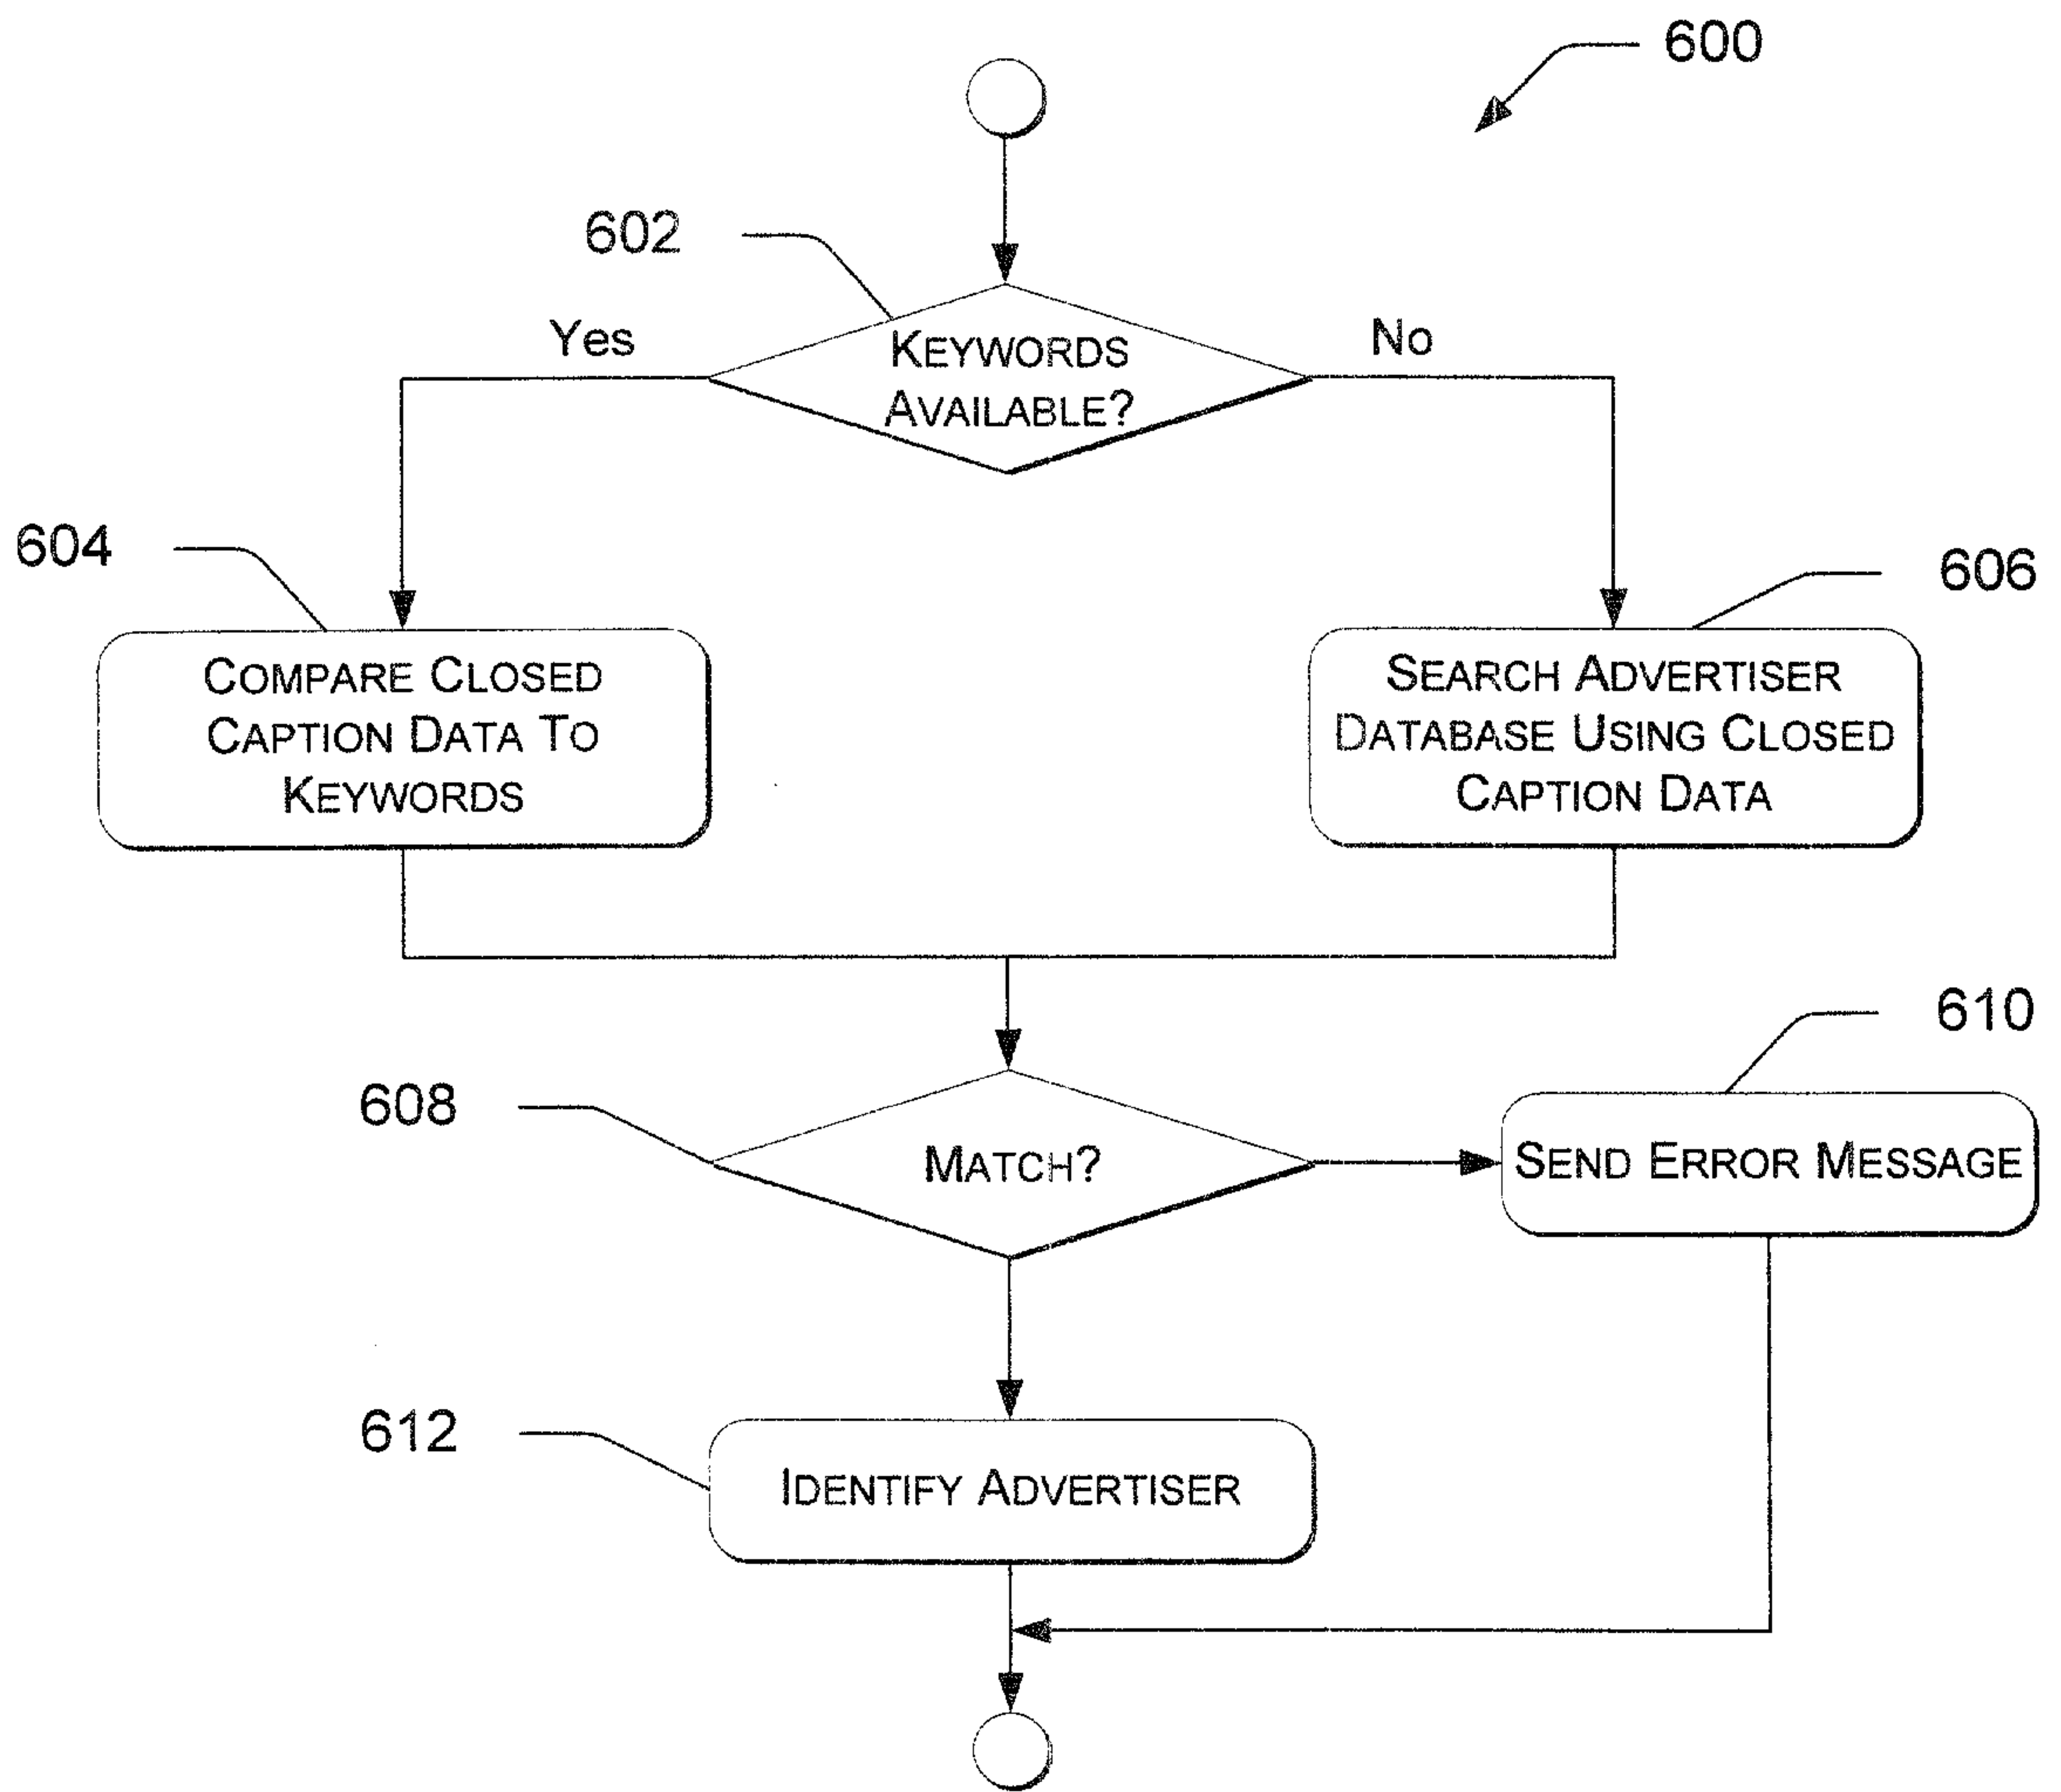 600
602
Yes
No
KEYWORDS
AVAILABLE?
604
606
COMPARE CLOSED
CAPTION DATA TO
KEYWORDS
SEARCH ADVERTISER
DATABASE USING CLOSED
CAPTION DATA
610
608
MATCH?
SEND ERROR MESSAGE
612
IDENTIFY ADVERTISER